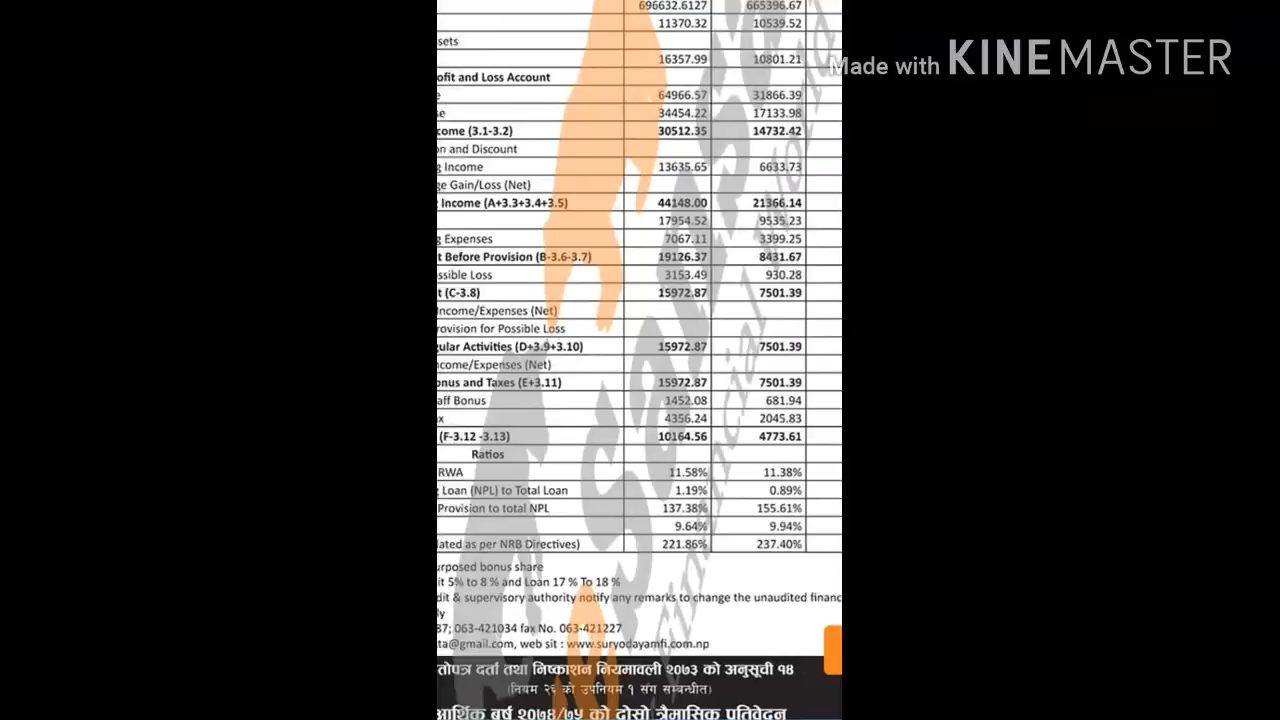 696632.6127 665396.67
11370.32 10539.52
sets
16357.99 10801.21
Made with KINEMASTER
ofit and Loss Account
e 64966.57 31866.39
se 34454.22 17133.98
come (3.1-3.2) 30512.35 14732.42
on and Discount
g Income 13635.65 6633.73
ge Gain/Loss (Net)
g Income (A+3.3+3.4+3.5) 44148.00 21366.14
17954.52 9535.23
g Expenses 7067.11 3399.25
t Before Provision (B-3.6-3.7) 19126.37 8431.67
ssible Loss 3153.49 930.28
t (C-3.8) 15972.87 7501.39
Income/Expenses (Net)
rovision for Possible Loss
gular Activities (D+3.9+3.10) 15972.87 7501.39
ncome/Expenses (Net)
onus and Taxes (E+3.11) 15972.87 7501.39
aff Bonus 1452.08 681.94
ax 4356.24 2045.83
(F-3.12 -3.13) 10164.56 4773.61
Ratios
RWA 11.58% 11.38%
g Loan (NPL) to Total Loan 1.19% 0.89%
Provision to total NPL 137.38% 155.61%
9.64% 9.94%
lated as per NRB Directives) 221.86% 237.40%
urposed bonus share
it 5% to 8 % and Loan 17 % To 18 %
dit & supervisory authority notify any remarks to change the unaudited financ
ly
87; 063-421034 fax No. 063-421227
ta@gmail.com, web sit : www.suryodayamfi.com.np
तोपत्र दर्ता तथा निष्काशन नियमावली २०७३ को अनुसूची १४
(नियम २६ को उपनियम १ संग सम्बन्धीत)
आर्थिक बर्ष २०७४/७५ को दोस्रो त्रैमासिक प्रतिवेदन